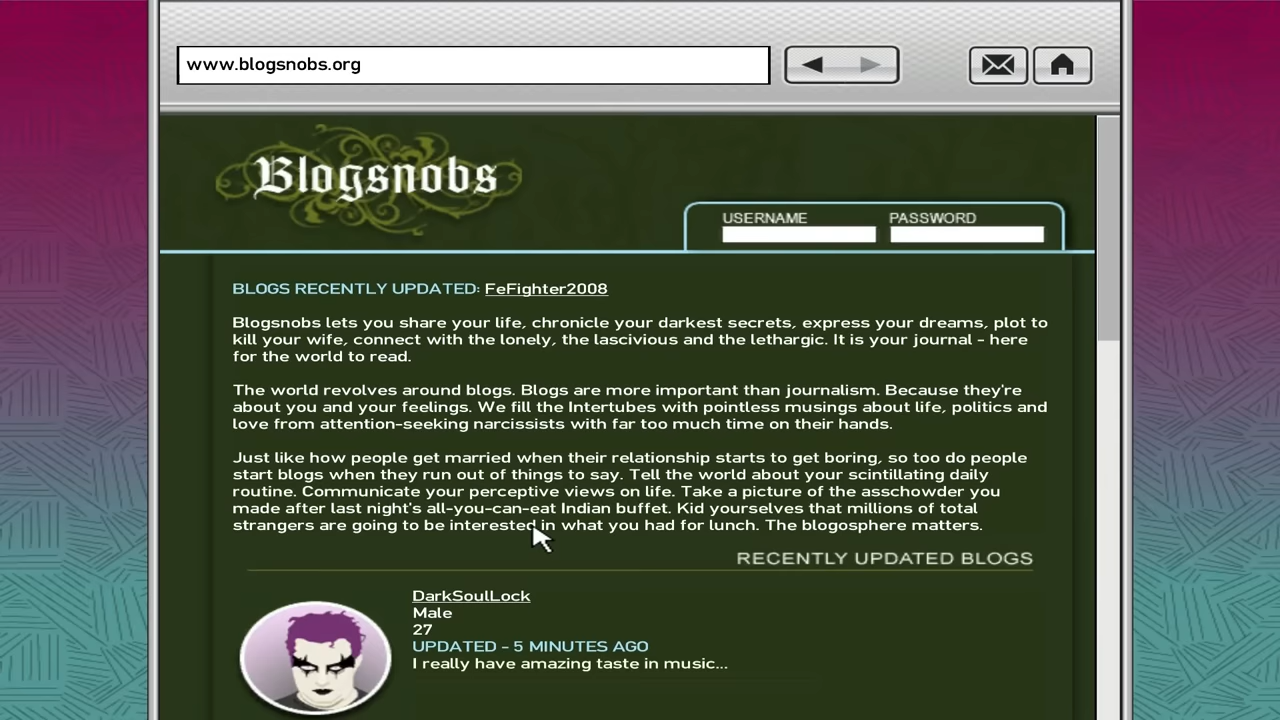 www.blogsnobs.org
Blogsnobs
USERNAME PASSWORD
BLOGS RECENTLY UPDATED: FeFighter2008
Blogsnobs lets you share your life, chronicle your darkest secrets, express your dreams, plot to
kill your wife, connect with the lonely, the lascivious and the lethargic. It is your journal - here
for the world to read.
The world revolves around blogs. Blogs are more important than journalism. Because they're
about you and your feelings. We fill the Intertubes with pointless musings about life, politics and
love from attention-seeking narcissists with far too much time on their hands.
Just like how people get married when their relationship starts to get boring, so too do people
start blogs when they run out of things to say. Tell the world about your scintillating daily
routine. Communicate your perceptive views on life. Take a picture of the asschowder you
made after last night's all-you-can-eat Indian buffet. Kid yourselves that millions of total
strangers are going to be interested in what you had for lunch. The blogosphere matters.
RECENTLY UPDATED BLOGS
DarkSoulLock
Male
27
UPDATED - 5 MINUTES AGO
I really have amazing taste in music...